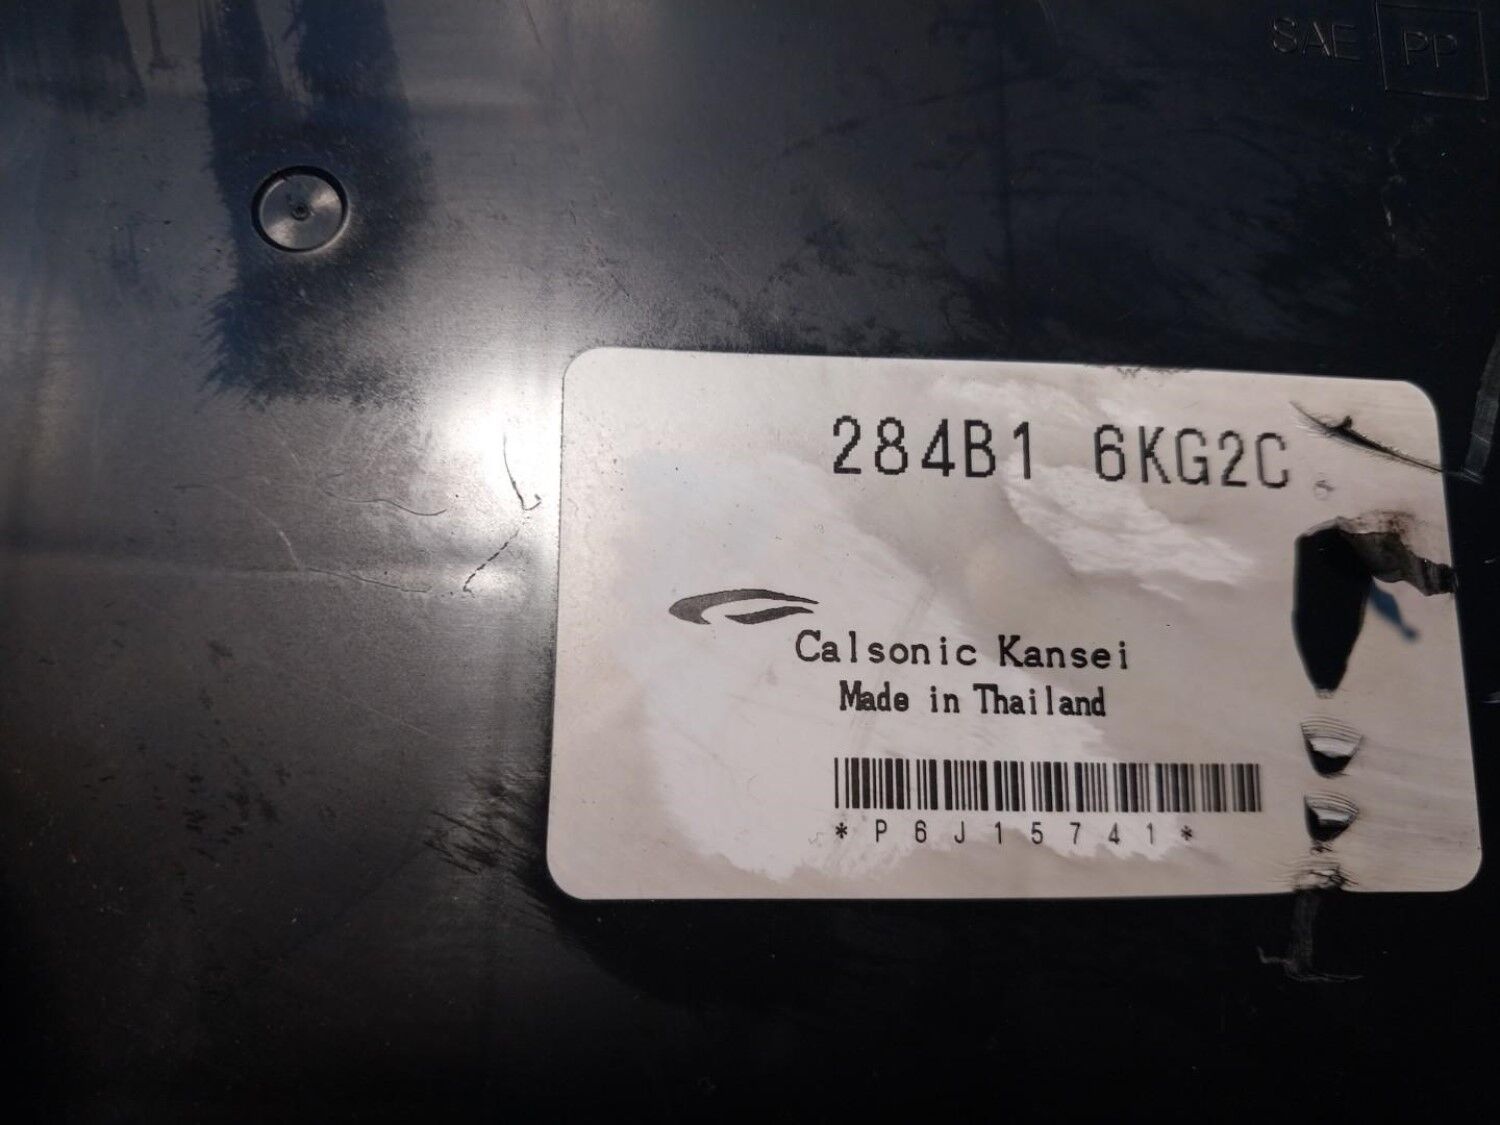 SAE PP
284B1 6KG2C
Calsonic Kansei
Made in Thailand
*P6J15741*